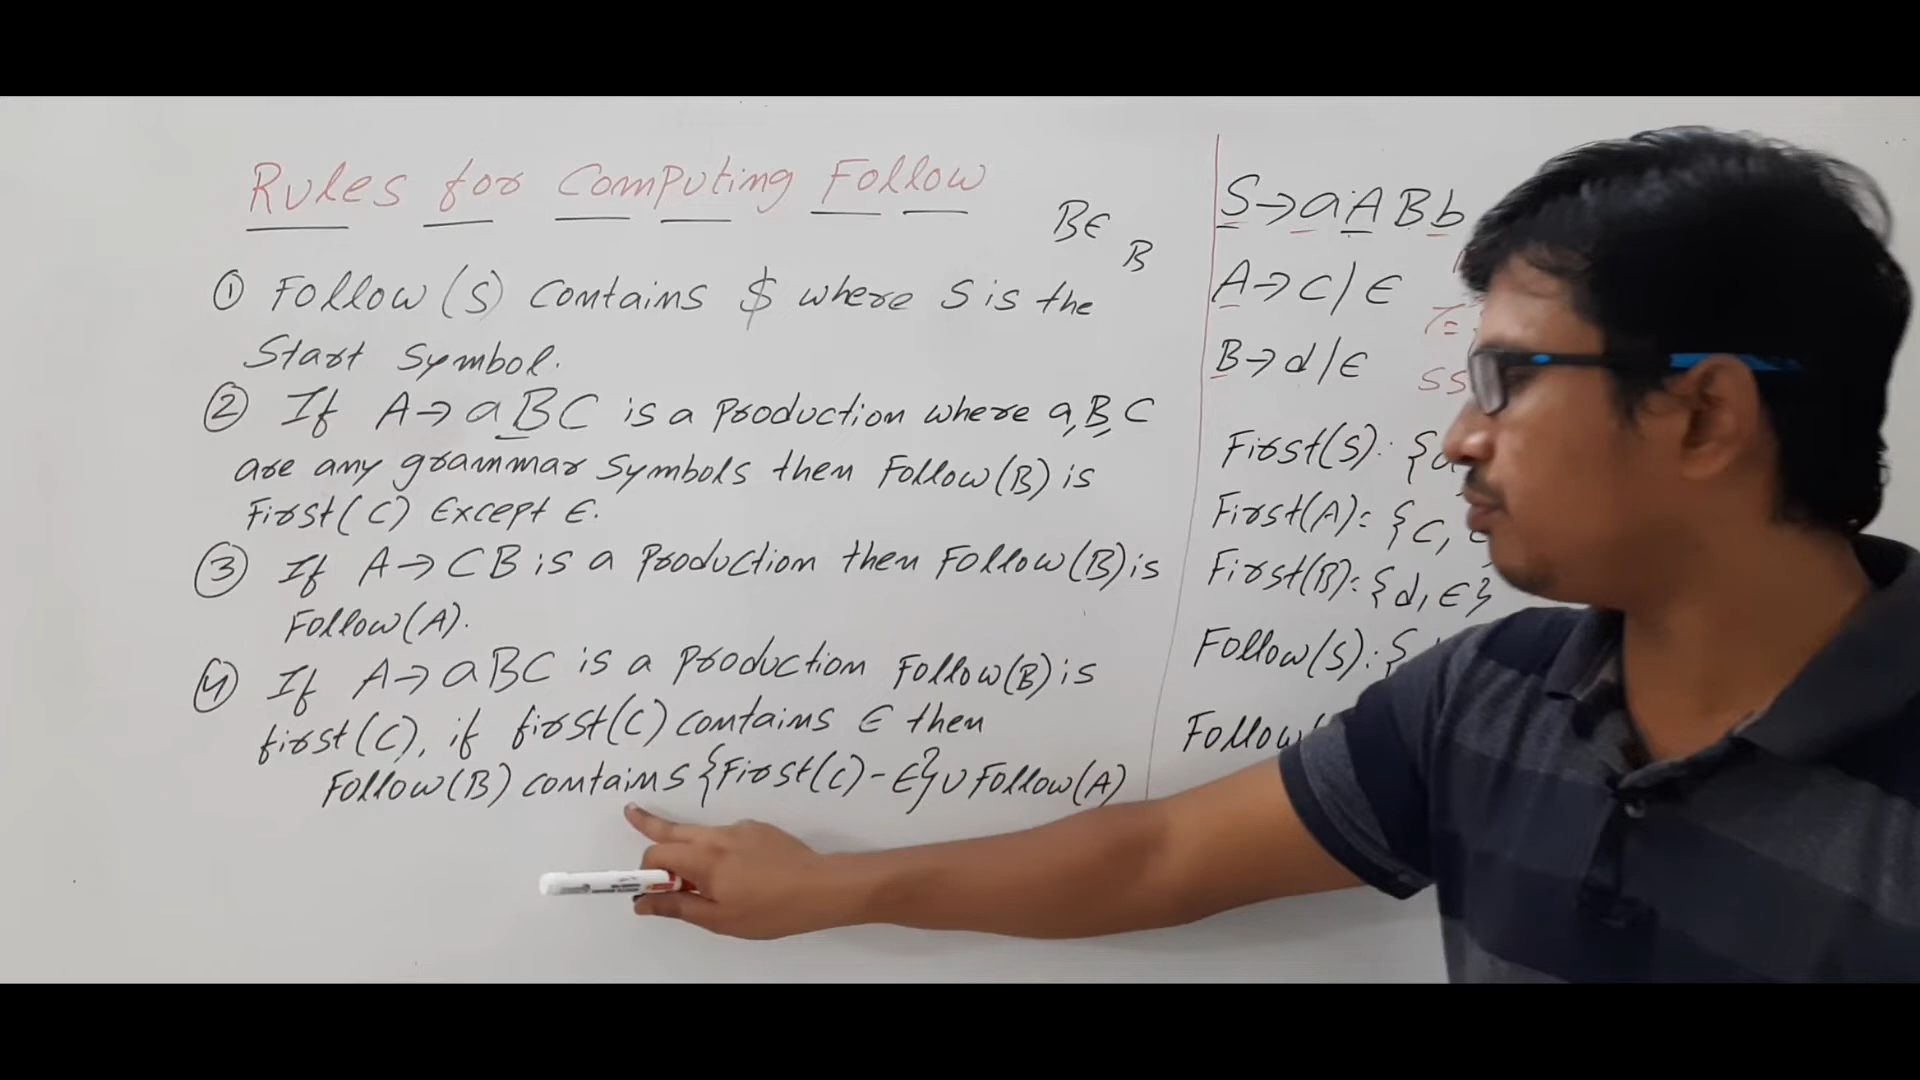 Rules for Computing Follow
① Follow(S) contains $ where S is the
Start Symbol.
② If A→aBC is a Production where a,B,C
are any grammar Symbols then Follow(B) is
First(C) Except ε.
③ If A→CB is a Production then Follow(B) is
Follow(A).
④ If A→aBC is a production Follow(B) is
first(C), if first(C) contains ε then
Follow(B) contains {First(C)-ε}∪Follow(A)
Bε
B
S→aABb
A→c/ε
B→d/ε
First(S): {a
First(A)= {c, ε
First(B)= {d, ε}
Follow(S): {
Follow(